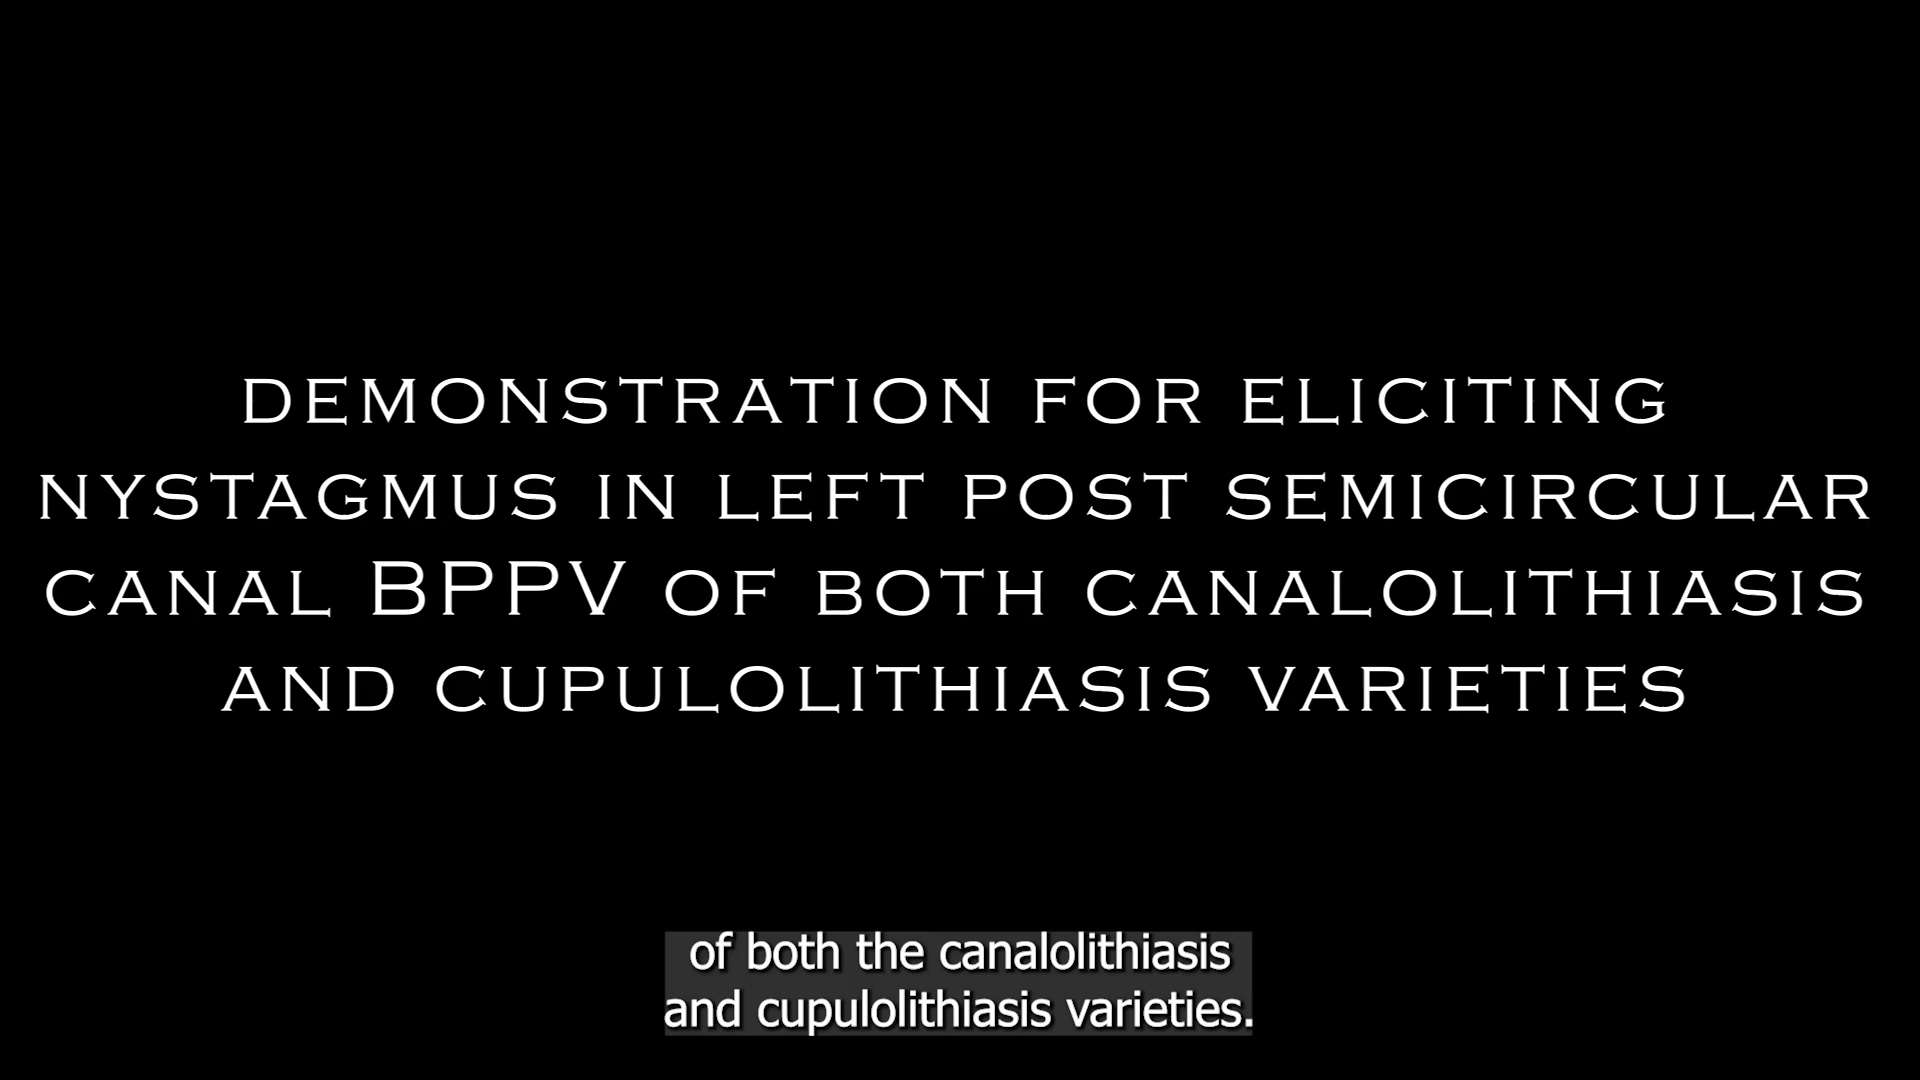 DEMONSTRATION FOR ELICITING
NYSTAGMUS IN LEFT POST SEMICIRCULAR
CANAL BPPV OF BOTH CANALOLITHIASIS
AND CUPULOLITHIASIS VARIETIES
of both the canalolithiasis
and cupulolithiasis varieties.